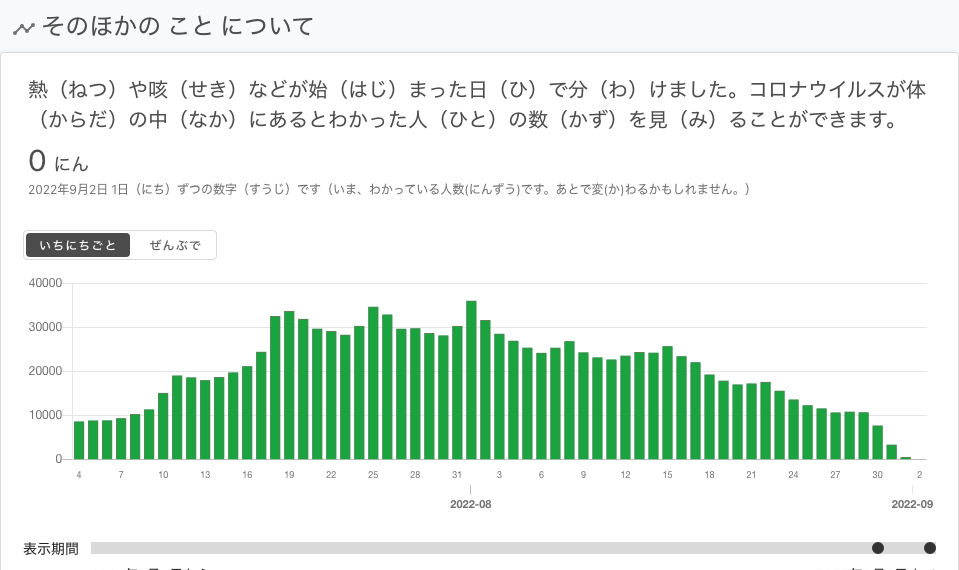 そのほかの こと について
熱（ねつ）や咳（せき）などが始（はじ）まった日（ひ）で分（わ）けました。コロナウイルスが体
（からだ）の中（なか）にあるとわかった人（ひと）の数（かず）を見（み）ることができます。
0 にん
2022年9月2日 1日（にち）ずつの数字（すうじ）です（いま、わかっている人数(にんずう)です。あとで変(か)わるかもしれません。）
いちにちごと ぜんぶで
40000
30000
20000
10000
0
4 7 10 13 16 19 22 25 28 31 3 6 9 12 15 18 21 24 27 30 2
2022-08 2022-09
表示期間